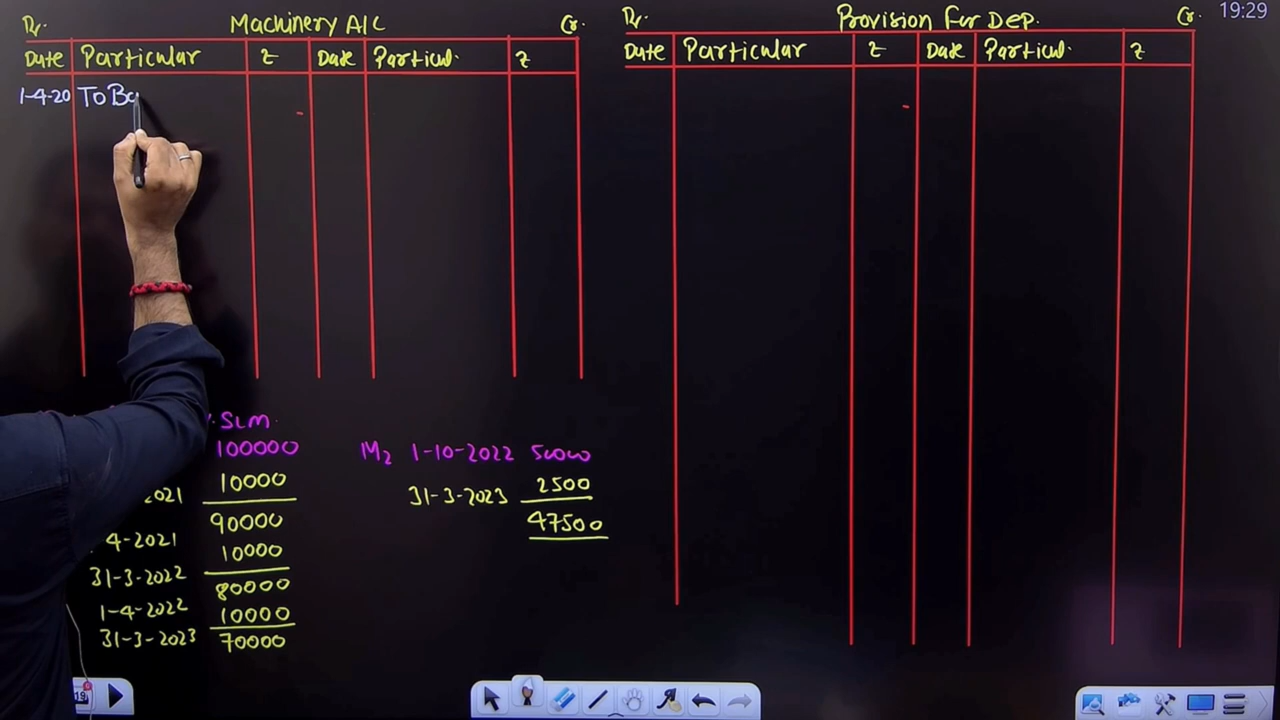 Dr. Machinery A/C Cr.
Date Particular ₹ Date Particul. ₹
1-4-20 To Ba
Dr. Provision For Dep. Cr. 19:29
Date Particular ₹ Date Particular. ₹
SLM.
100000
2021 10000
90000
4-2021 10000
31-3-2022 80000
1-4-2022 10000
31-3-2023 70000
M2 1-10-2022 50000
31-3-2023 2500
47500